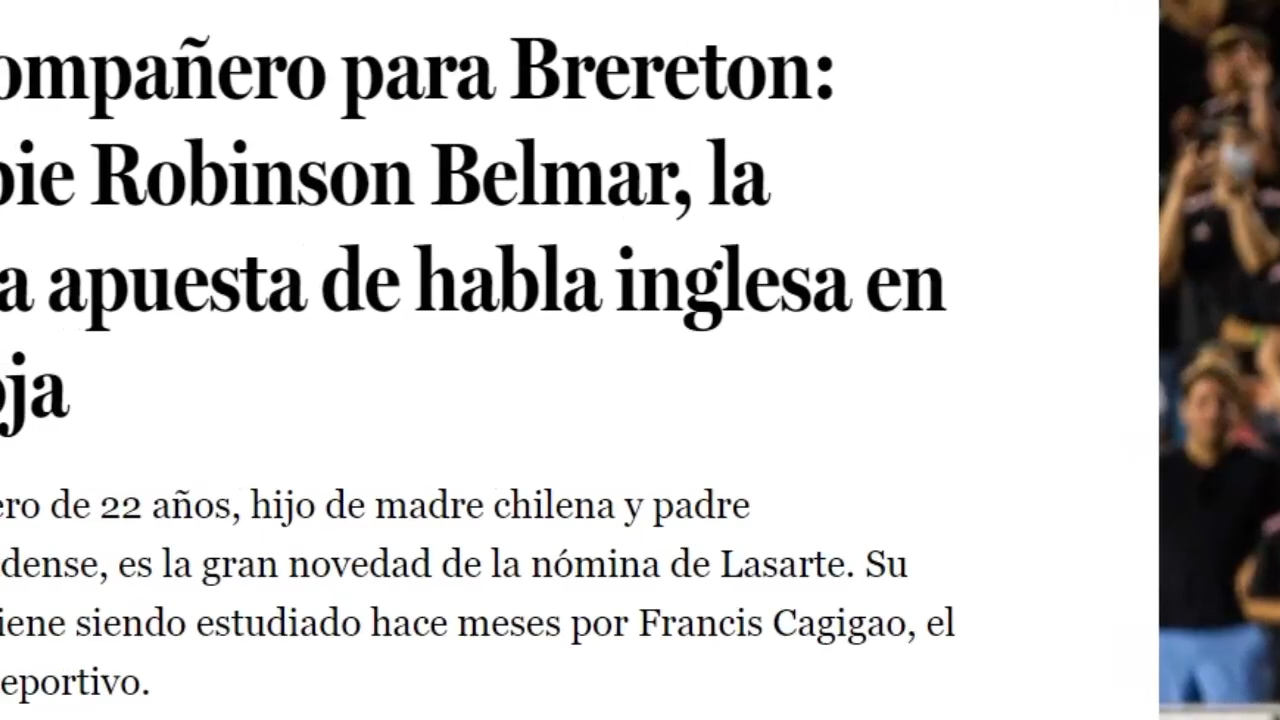 ompañero para Brereton:
bie Robinson Belmar, la
a apuesta de habla inglesa en
oja
ero de 22 años, hijo de madre chilena y padre
dense, es la gran novedad de la nómina de Lasarte. Su
iene siendo estudiado hace meses por Francis Cagigao, el
eportivo.